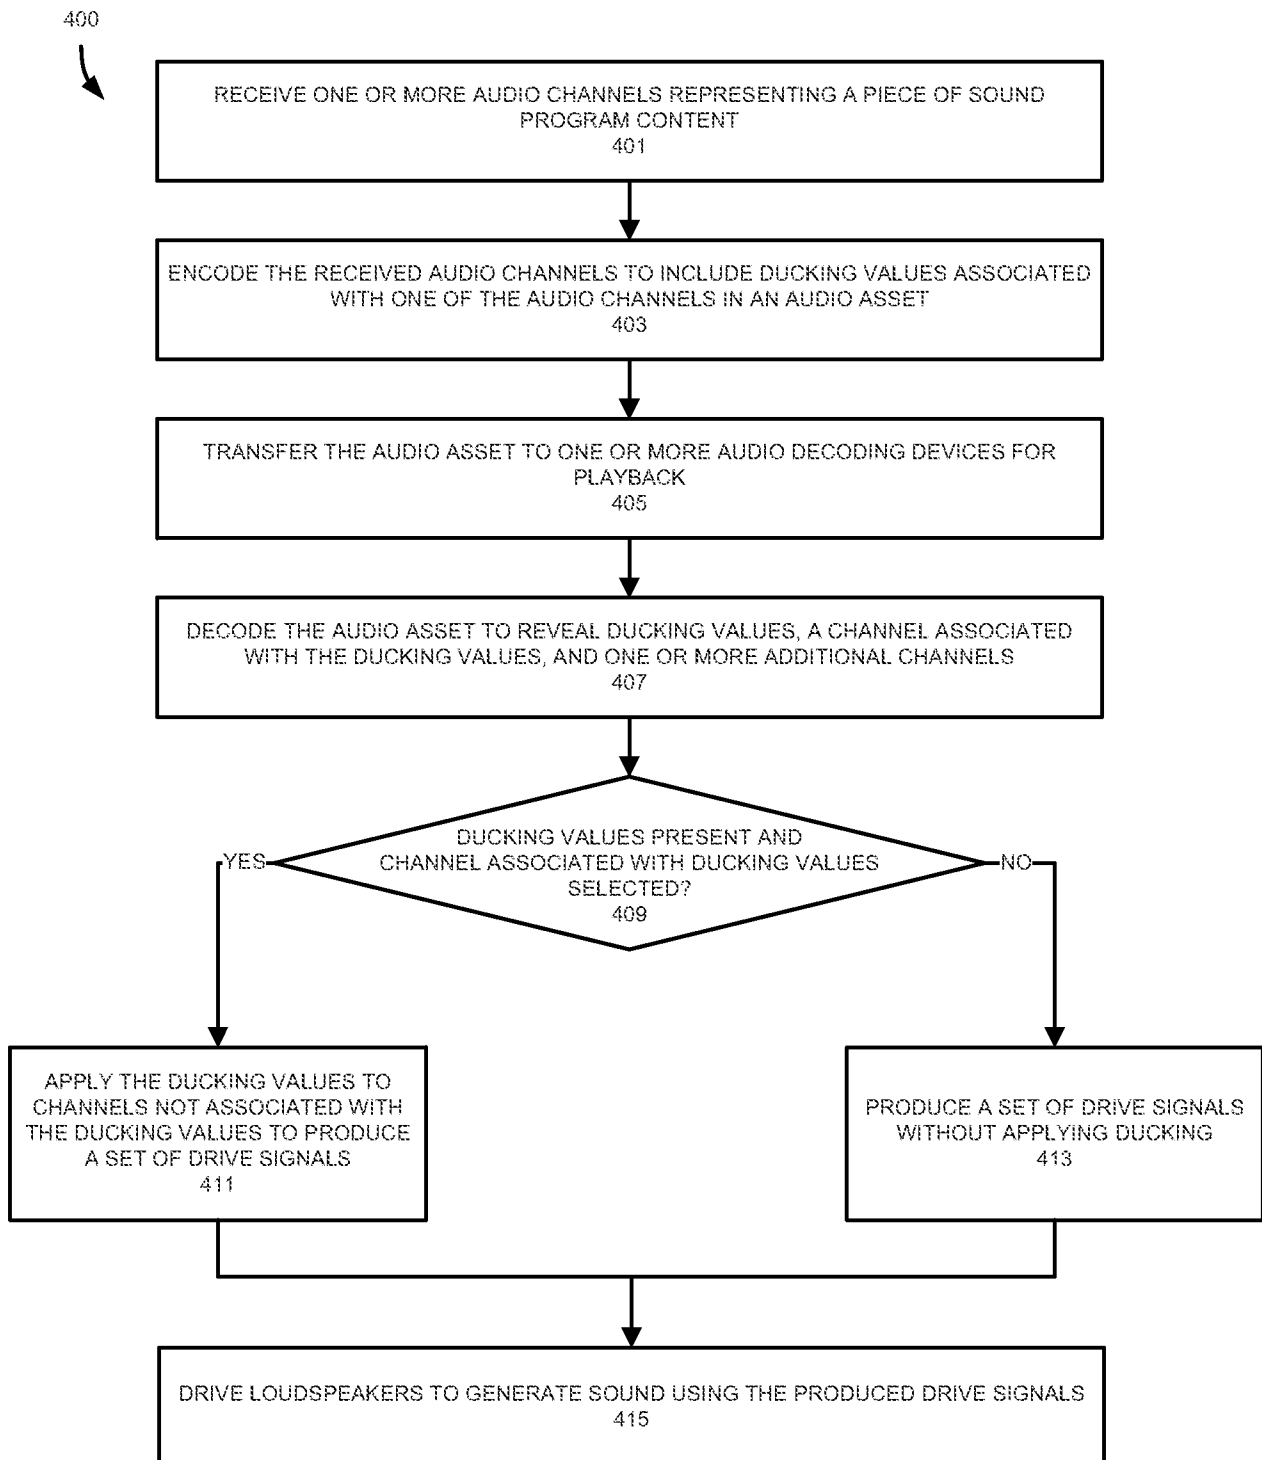 400
RECEIVE ONE OR MORE AUDIO CHANNELS REPRESENTING A PIECE OF SOUND
PROGRAM CONTENT
401
ENCODE THE RECEIVED AUDIO CHANNELS TO INCLUDE DUCKING VALUES ASSOCIATED
WITH ONE OF THE AUDIO CHANNELS IN AN AUDIO ASSET
403
TRANSFER THE AUDIO ASSET TO ONE OR MORE AUDIO DECODING DEVICES FOR
PLAYBACK
405
DECODE THE AUDIO ASSET TO REVEAL DUCKING VALUES, A CHANNEL ASSOCIATED
WITH THE DUCKING VALUES, AND ONE OR MORE ADDITIONAL CHANNELS
407
DUCKING VALUES PRESENT AND
CHANNEL ASSOCIATED WITH DUCKING VALUES
SELECTED?
409
YES
NO
APPLY THE DUCKING VALUES TO
CHANNELS NOT ASSOCIATED WITH
THE DUCKING VALUES TO PRODUCE
A SET OF DRIVE SIGNALS
411
PRODUCE A SET OF DRIVE SIGNALS
WITHOUT APPLYING DUCKING
413
DRIVE LOUDSPEAKERS TO GENERATE SOUND USING THE PRODUCED DRIVE SIGNALS
415